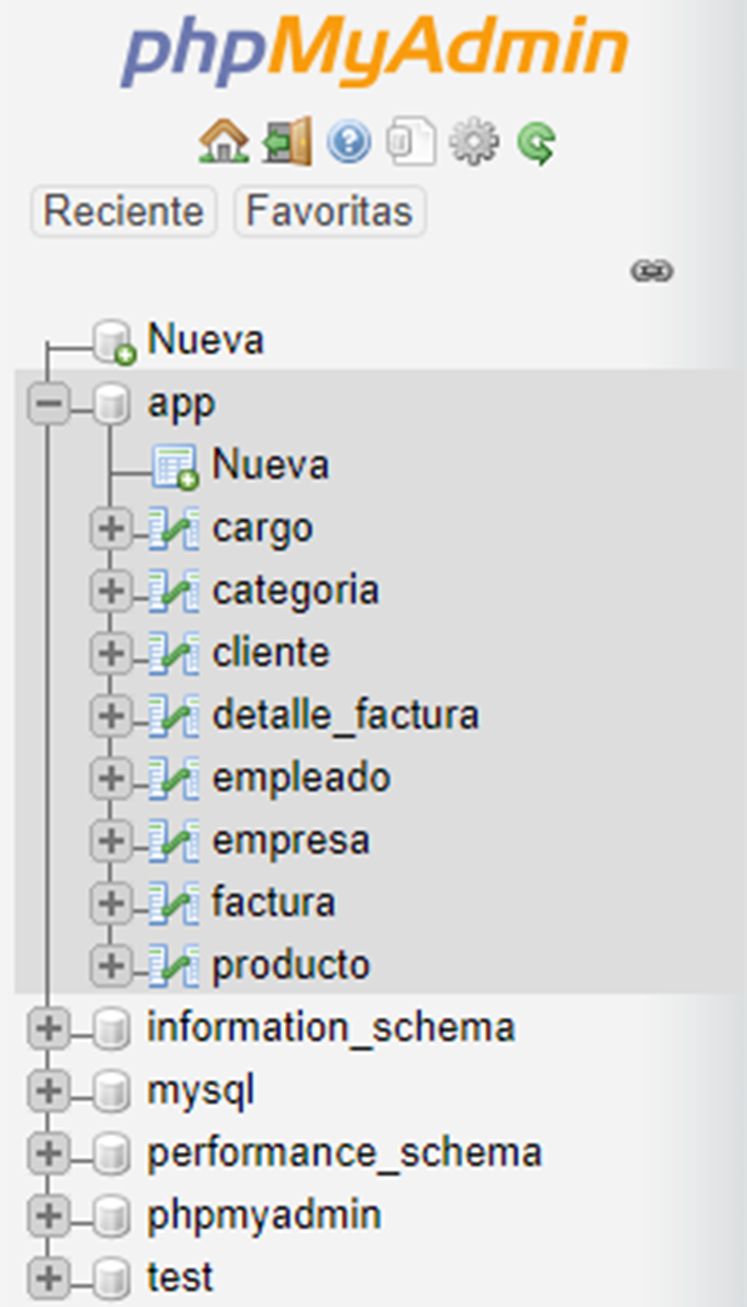 phpMyAdmin
Reciente Favoritas
Nueva
app
Nueva
cargo
categoria
cliente
detalle_factura
empleado
empresa
factura
producto
information_schema
mysql
performance_schema
phpmyadmin
test